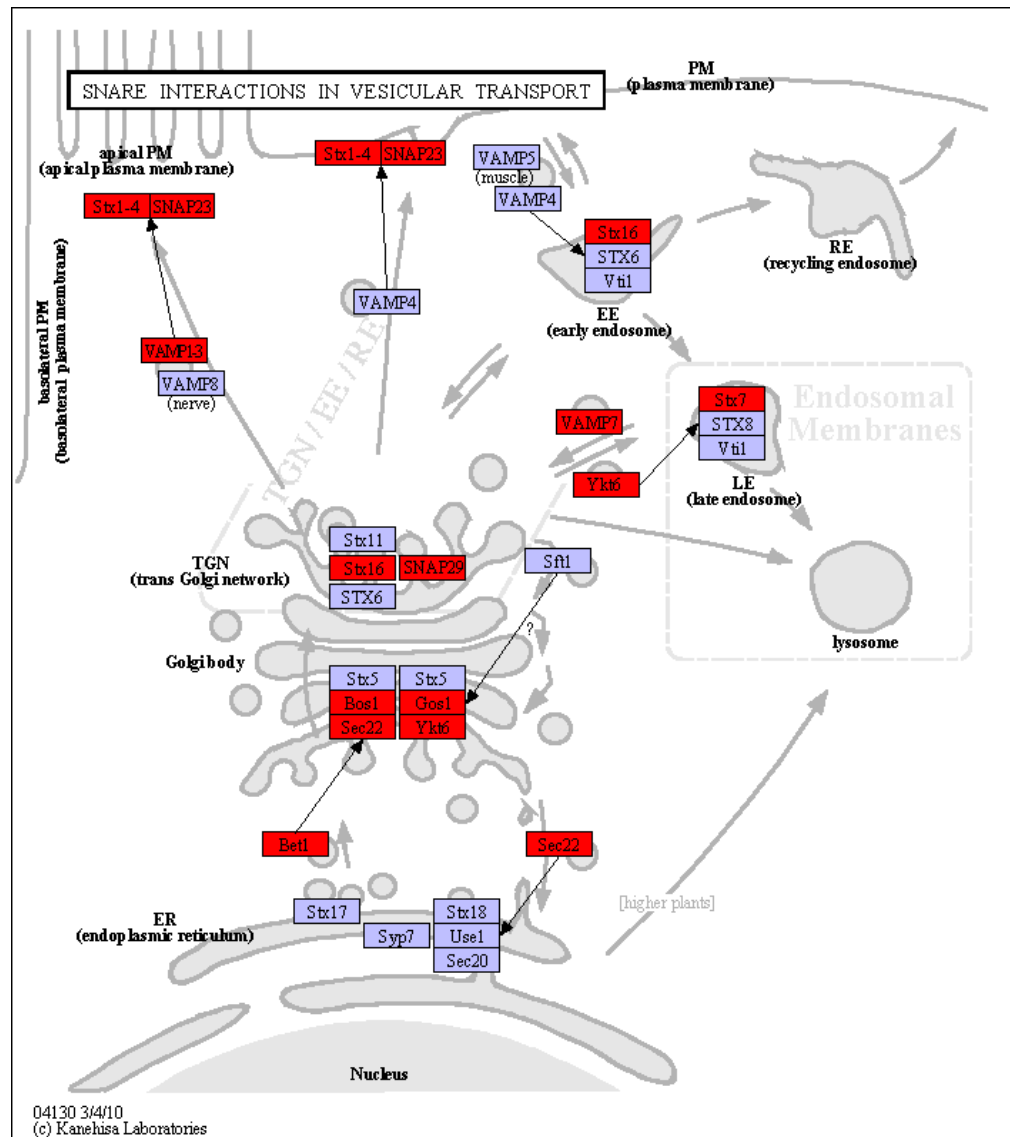 PM
(plasma membrane)
SNARE INTERACTIONS IN VESICULAR TRANSPORT
apical PM
(apical plasma membrane)
Stx1-4 SNAP23
VAMP5
(muscle)
VAMP4
Stx1-4 SNAP23
Stx16
STX6
Vti1
RE
(recycling endosome)
EE
(early endosome)
basolateral PM
(basolateral plasma membrane)
VAMP4
VAMP1-3
VAMP8
(nerve)
TGN/EE/RE
Endosomal
Membranes
Stx7
STX8
Vti1
VAMP7
Ykt6
LE
(late endosome)
Stx11
Stx16 SNAP29
STX6
TGN
(trans Golgi network)
Sft1
?
lysosome
Golgi body
Stx5 Stx5
Bos1 Gos1
Sec22 Ykt6
Bet1
Sec22
[higher plants]
Stx17
Stx18
Syp7
Use1
Sec20
ER
(endoplasmic reticulum)
Nucleus
04130 3/4/10
(c) Kanehisa Laboratories